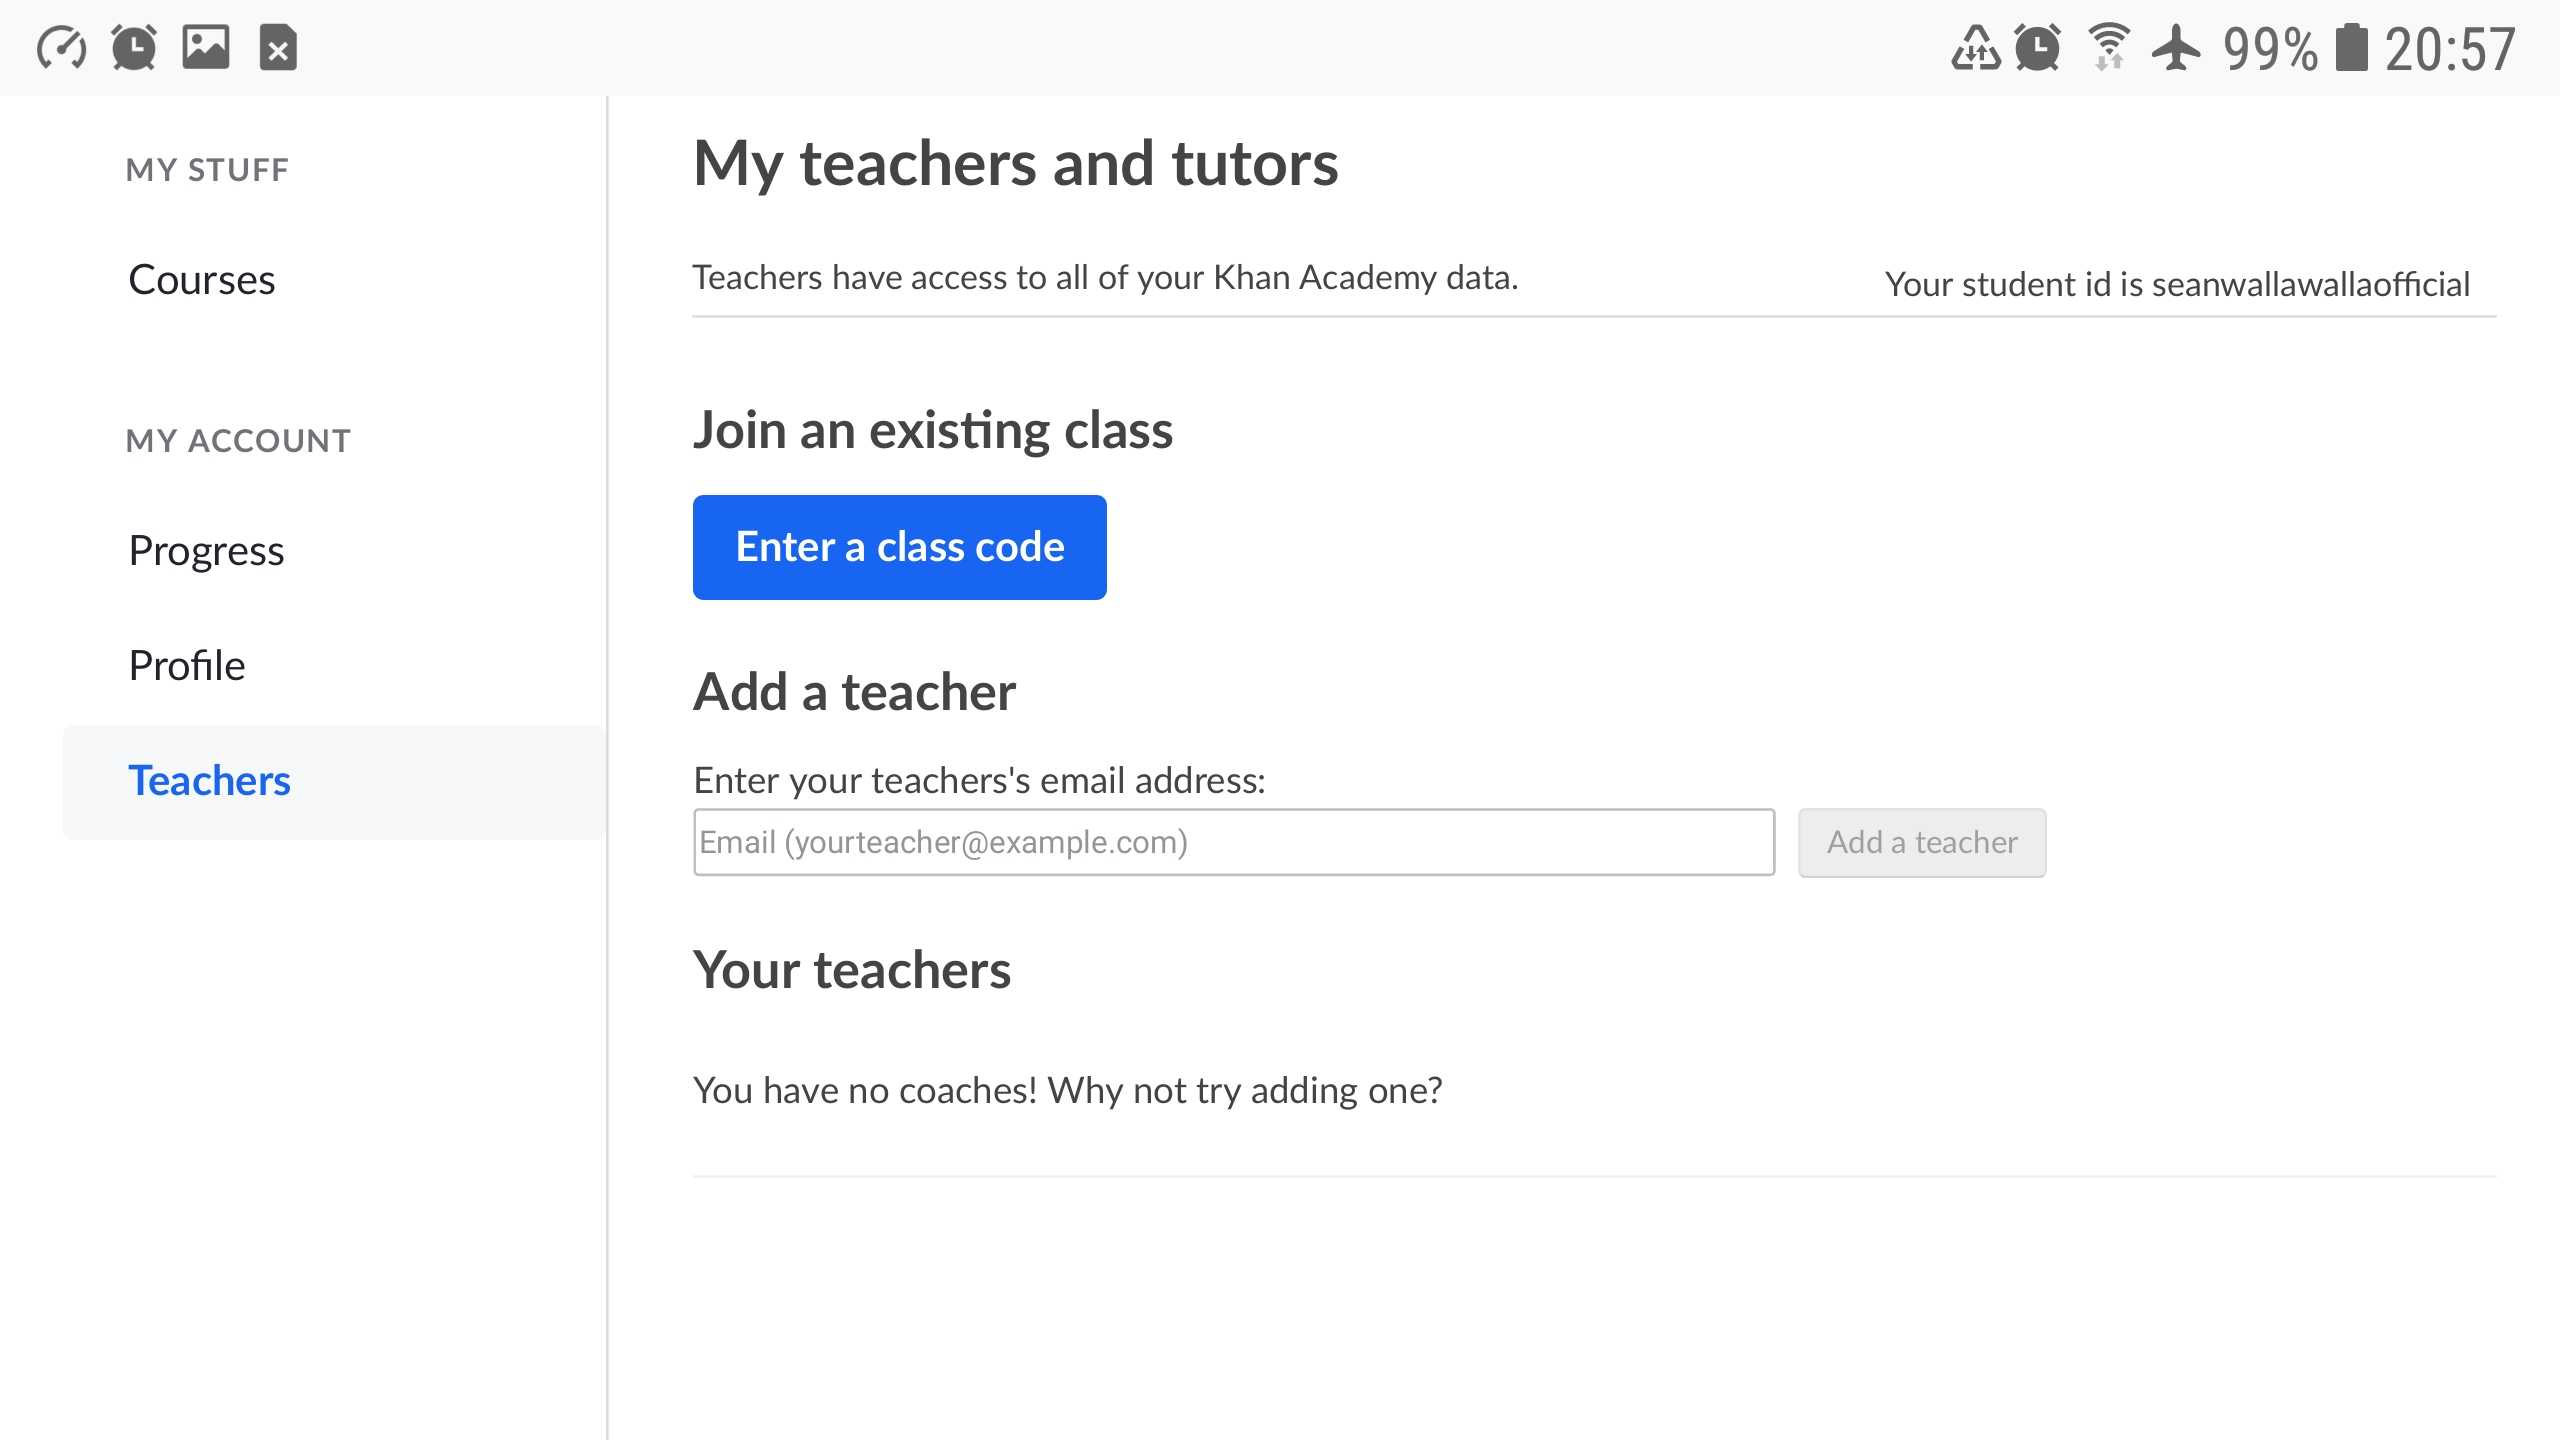 99% 20:57
MY STUFF
Courses
MY ACCOUNT
Progress
Profile
Teachers
My teachers and tutors
Teachers have access to all of your Khan Academy data.
Your student id is seanwallawallaofficial
Join an existing class
Enter a class code
Add a teacher
Enter your teachers's email address:
Email (yourteacher@example.com)
Add a teacher
Your teachers
You have no coaches! Why not try adding one?